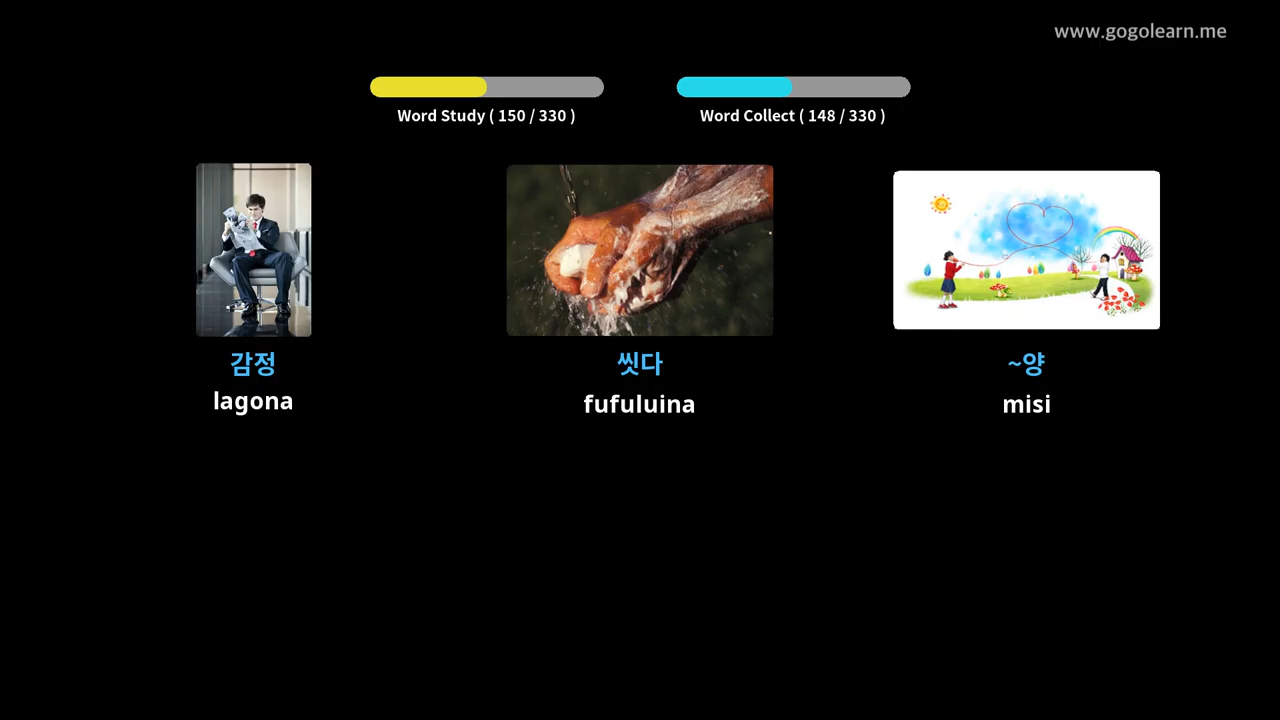 www.gogolearn.me
Word Study ( 150 / 330 )
Word Collect ( 148 / 330 )
감정
lagona
씻다
fufuluina
~양
misi